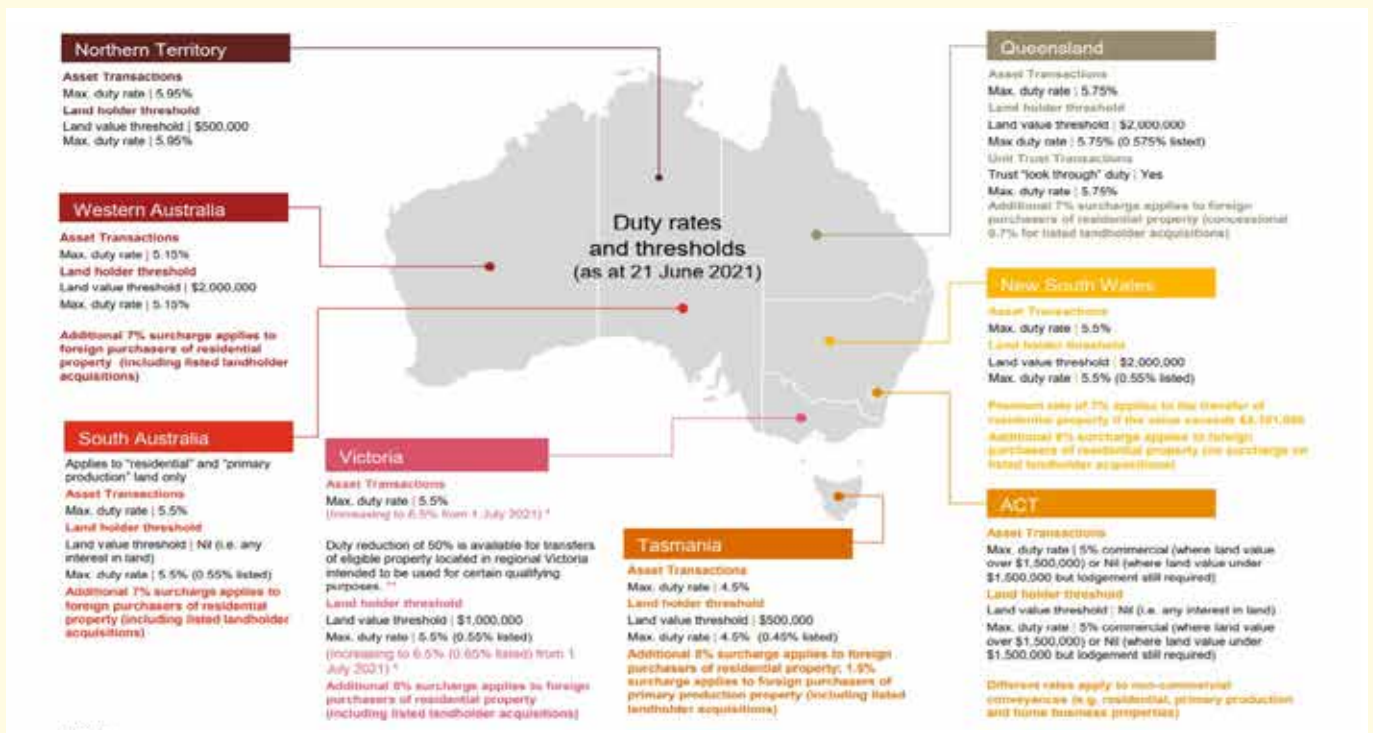 Northern Territory
Asset Transactions
Max. duty rate | 5.95%
Land holder threshold
Land value threshold | $500,000
Max. duty rate | 5.95%
Western Australia
Asset Transactions
Max. duty rate | 5.15%
Land holder threshold
Land value threshold | $2,000,000
Max. duty rate | 5.15%
Additional 7% surcharge applies to
foreign purchasers of residential
property (including listed landholder
acquisitions)
South Australia
Applies to "residential" and "primary
production" land only
Asset Transactions
Max. duty rate | 5.5%
Land holder threshold
Land value threshold | Nil (i.e. any
interest in land)
Max. duty rate | 5.5% (0.55% listed)
Additional 7% surcharge applies to
foreign purchasers of residential
property (including listed landholder
acquisitions)
Duty rates
and thresholds
(as at 21 June 2021)
Victoria
Asset Transactions
Max. duty rate | 5.5%
(increasing to 6.5% from 1 July 2021) *
Duty reduction of 50% is available for transfers
of eligible property located in regional Victoria
intended to be used for certain qualifying
purposes. **
Land holder threshold
Land value threshold | $1,000,000
Max. duty rate | 5.5% (0.55% listed)
(increasing to 6.5% (0.65% listed) from 1
July 2021) *
Additional 8% surcharge applies to foreign
purchasers of residential property
(including listed landholder acquisitions)
Tasmania
Asset Transactions
Max. duty rate | 4.5%
Land holder threshold
Land value threshold | $500,000
Max. duty rate | 4.5% (0.45% listed)
Additional 8% surcharge applies to foreign
purchasers of residential property; 1.5%
surcharge applies to foreign purchasers of
primary production property (including listed
landholder acquisitions)
Queensland
Asset Transactions
Max. duty rate | 5.75%
Land holder threshold
Land value threshold | $2,000,000
Max duty rate | 5.75% (0.575% listed)
Unit Trust Transactions
Trust "look through" duty | Yes
Max. duty rate | 5.75%
Additional 7% surcharge applies to foreign
purchasers of residential property (concessional
0.7% for listed landholder acquisitions)
New South Wales
Asset Transactions
Max. duty rate | 5.5%
Land holder threshold
Land value threshold | $2,000,000
Max. duty rate | 5.5% (0.55% listed)
Premium rate of 7% applies to the transfer of
residential property if the value exceeds
Additional 8% surcharge applies to foreign
purchasers of residential property (no surcharge on
listed landholder acquisitions)
ACT
Asset Transactions
Max. duty rate | 5% commercial (where land value
over $1,500,000) or Nil (where land value under
$1,500,000 but lodgement still required)
Land holder threshold
Land value threshold | Nil (i.e. any interest in land)
Max. duty rate | 5% commercial (where land value
over $1,500,000) or Nil (where land value under
$1,500,000 but lodgement still required)
Different rates apply to non-commercial
conveyances (e.g. residential, primary production
and home business properties)